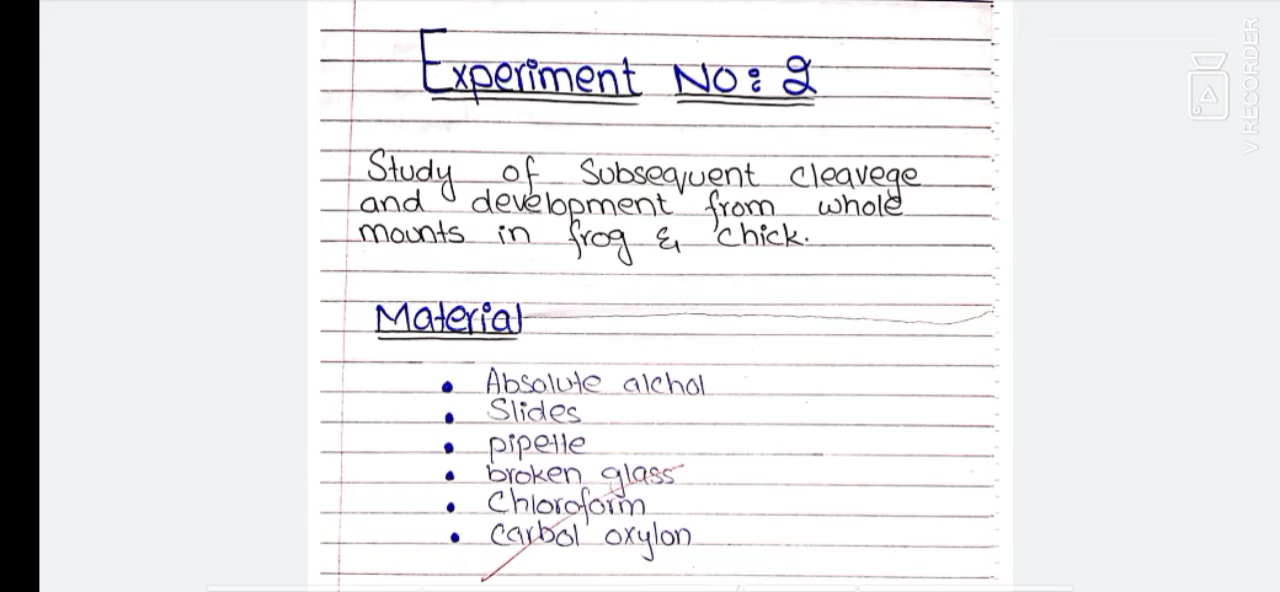 Experiment No: 2
Study of Subsequent cleavege
and development from whole
mounts in frog & chick.
Material
• Absolute alchol
• Slides
• pipette
• broken glass
• Chloroform
• Carbol oxylon
V RECORDER